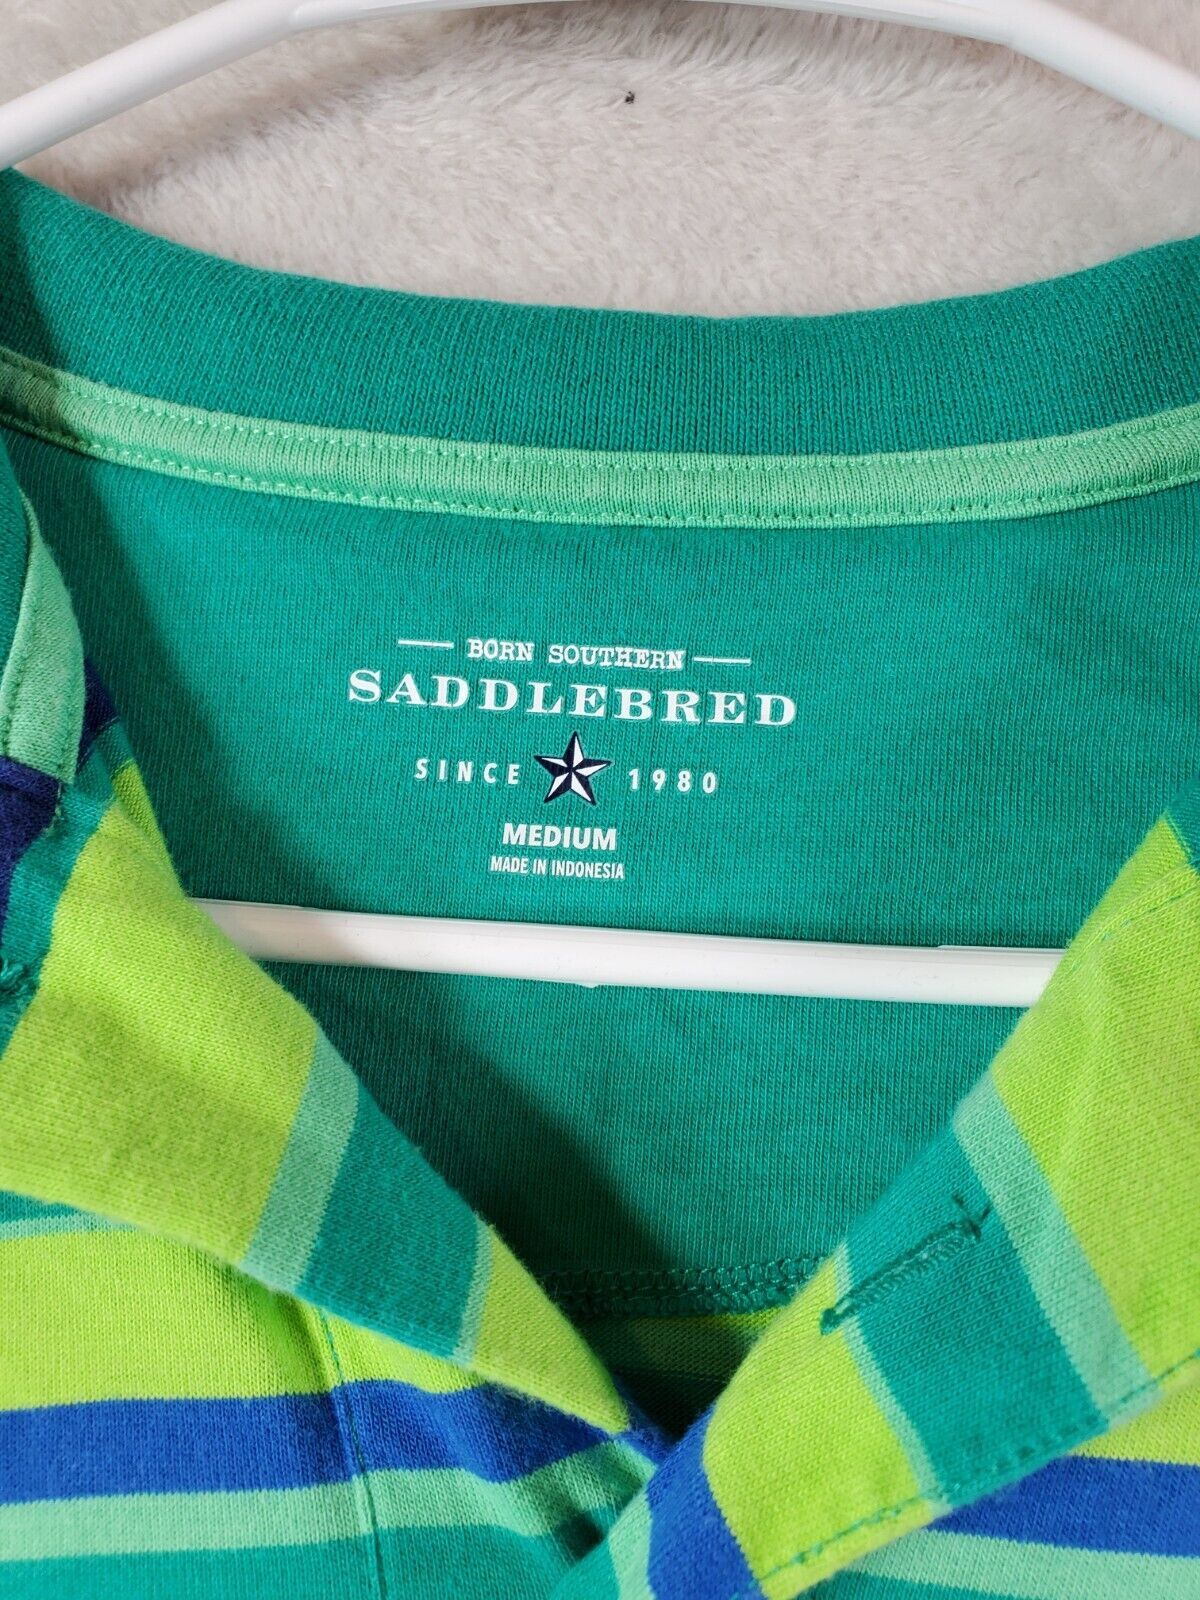 BORN SOUTHERN
SADDLEBRED
SINCE 1980
MEDIUM
MADE IN INDONESIA